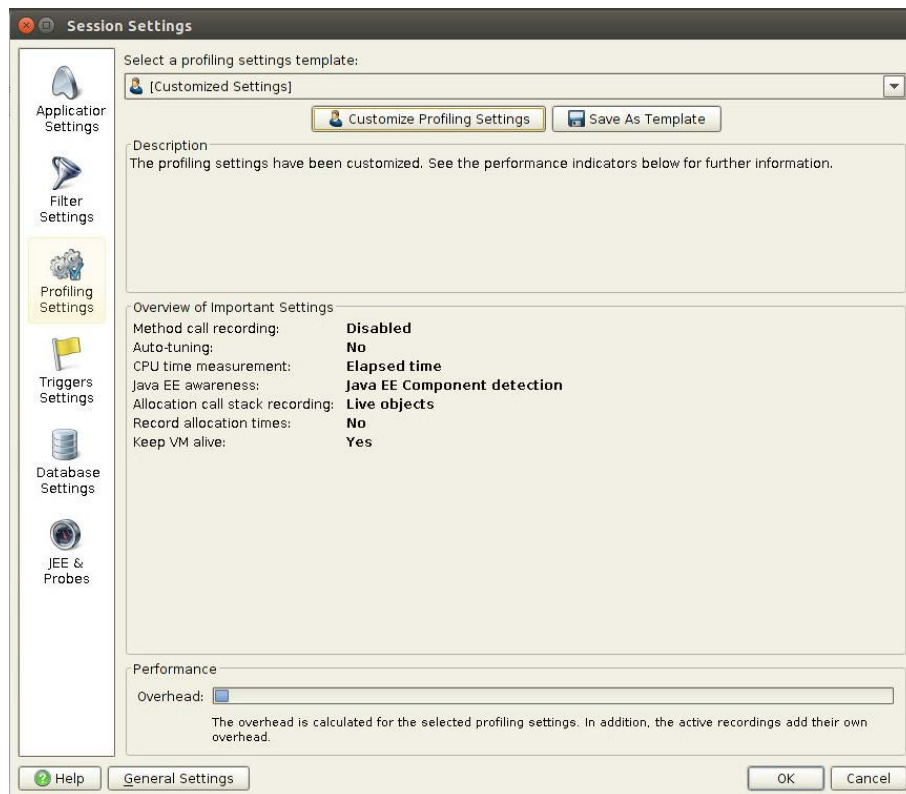 Session Settings
Select a profiling settings template:
[Customized Settings]
Customize Profiling Settings
Save As Template
Application
Settings
Filter
Settings
Profiling
Settings
Triggers
Settings
Database
Settings
JEE &
Probes
Description
The profiling settings have been customized. See the performance indicators below for further information.
Overview of Important Settings
Method call recording: Disabled
Auto-tuning: No
CPU time measurement: Elapsed time
Java EE awareness: Java EE Component detection
Allocation call stack recording: Live objects
Record allocation times: No
Keep VM alive: Yes
Performance
Overhead:
The overhead is calculated for the selected profiling settings. In addition, the active recordings add their own
overhead.
Help
General Settings
OK
Cancel